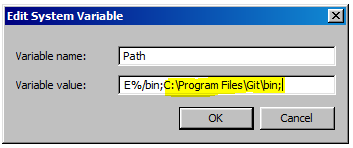 Edit System Variable
Variable name: Path
Variable value: E%/bin;C:\Program Files\Git\bin;
OK Cancel